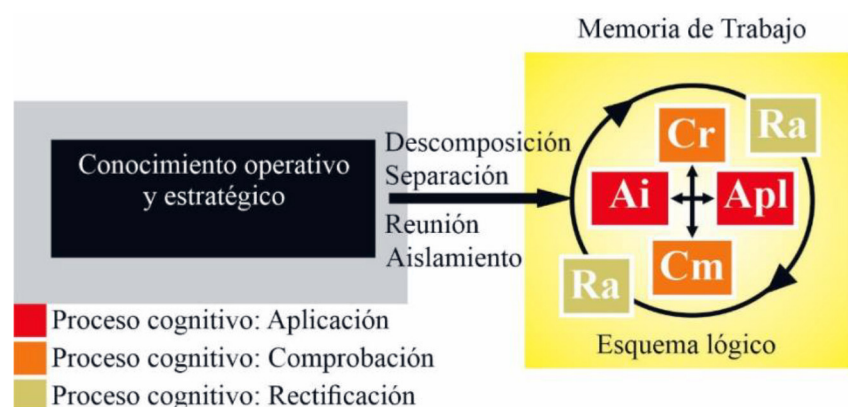 Memoria de Trabajo
Conocimiento operativo
y estratégico
Descomposición
Separación
Reunión
Aislamiento
Cr
Ra
Ai
Apl
Ra
Cm
Esquema lógico
Proceso cognitivo: Aplicación
Proceso cognitivo: Comprobación
Proceso cognitivo: Rectificación